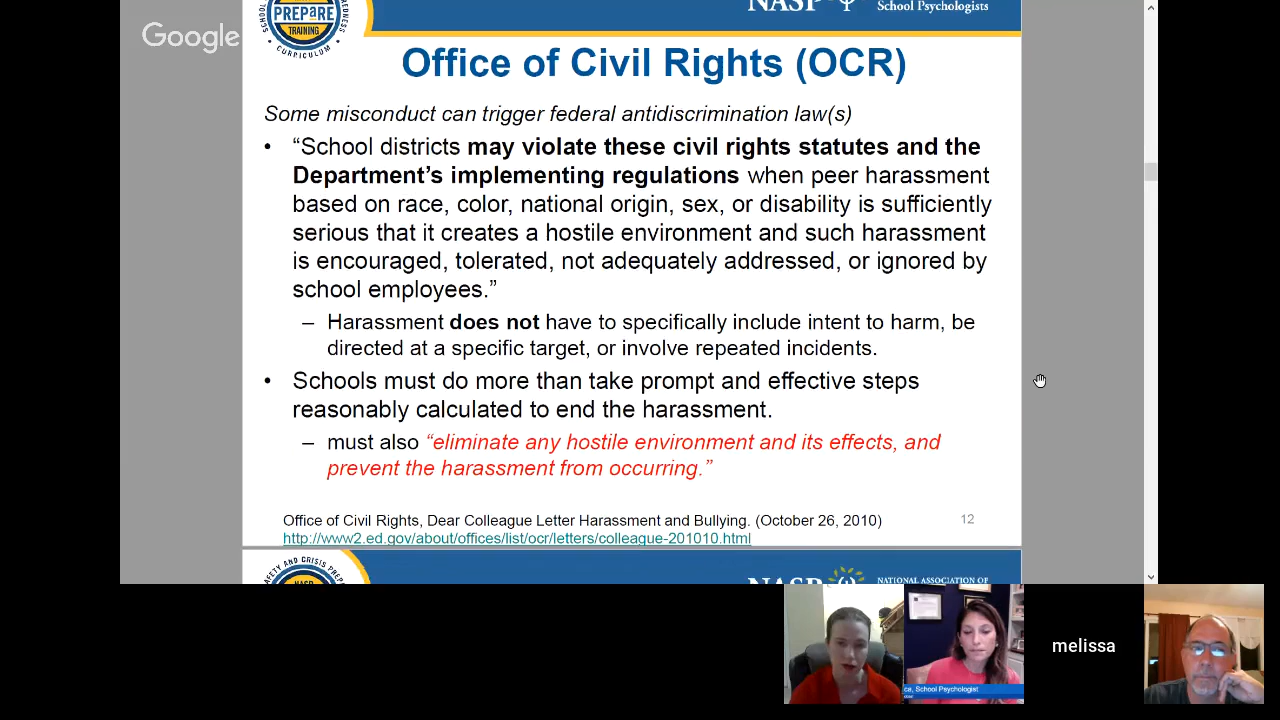 Google
PREPaRE
TRAINING
CURRICULUM
NASP
School Psychologists
Office of Civil Rights (OCR)
Some misconduct can trigger federal antidiscrimination law(s)
• “School districts may violate these civil rights statutes and the
Department’s implementing regulations when peer harassment
based on race, color, national origin, sex, or disability is sufficiently
serious that it creates a hostile environment and such harassment
is encouraged, tolerated, not adequately addressed, or ignored by
school employees.”
– Harassment does not have to specifically include intent to harm, be
directed at a specific target, or involve repeated incidents.
• Schools must do more than take prompt and effective steps
reasonably calculated to end the harassment.
– must also “eliminate any hostile environment and its effects, and
prevent the harassment from occurring.”
Office of Civil Rights, Dear Colleague Letter Harassment and Bullying. (October 26, 2010)
12
http://www2.ed.gov/about/offices/list/ocr/letters/colleague-201010.html
NASP
NATIONAL ASSOCIATION OF
melissa
ce, School Psychologist